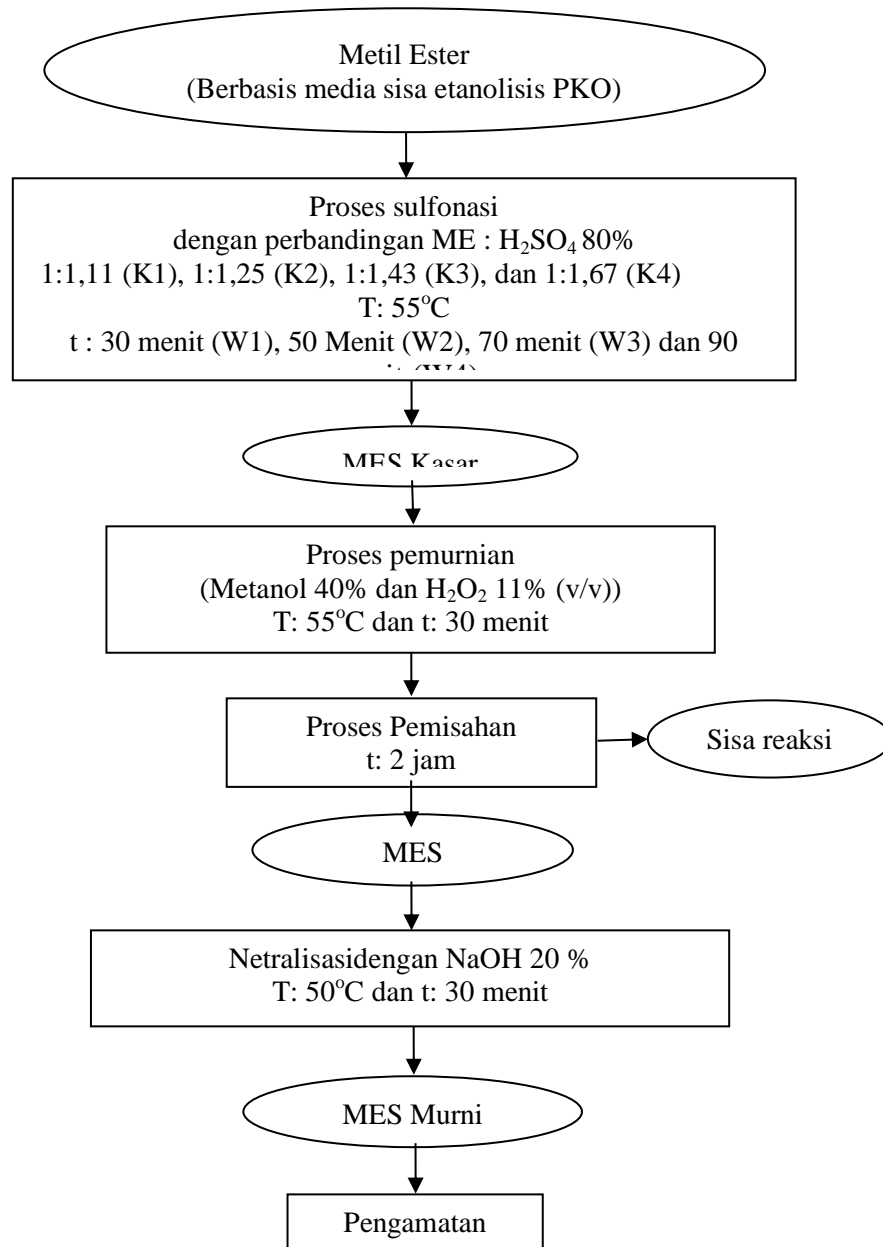 Metil Ester
(Berbasis media sisa etanolisis PKO)
Proses sulfonasi
dengan perbandingan ME : H₂SO₄ 80%
1:1,11 (K1), 1:1,25 (K2), 1:1,43 (K3), dan 1:1,67 (K4)
T: 55°C
t : 30 menit (W1), 50 Menit (W2), 70 menit (W3) dan 90
MES Kasar
Proses pemurnian
(Metanol 40% dan H₂O₂ 11% (v/v))
T: 55°C dan t: 30 menit
Proses Pemisahan
t: 2 jam
Sisa reaksi
MES
Netralisasidengan NaOH 20 %
T: 50°C dan t: 30 menit
MES Murni
Pengamatan